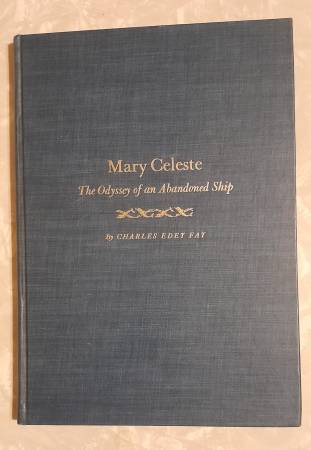 Mary Celeste
The Odyssey of an Abandoned Ship
By CHARLES EDEY FAY